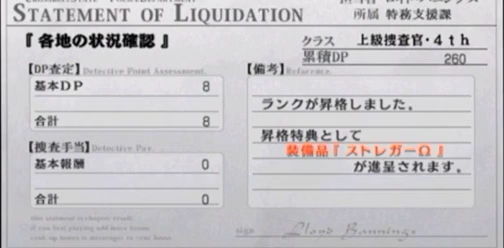 STATEMENT OF LIQUIDATION
所属 特務支援課
『 各地の状況確認 』
クラス 上級捜査官・4th
累積DP 260
【DP査定】Detective Point Assessment.
基本DP 8
合計 8
【捜査手当】Detective Pay.
基本報酬 0
合計 0
【備考】Reference.
ランクが昇格しました。
昇格特典として
装備品『 ストレガーΩ 』
が進呈されます。
sign Lloyd Bannings